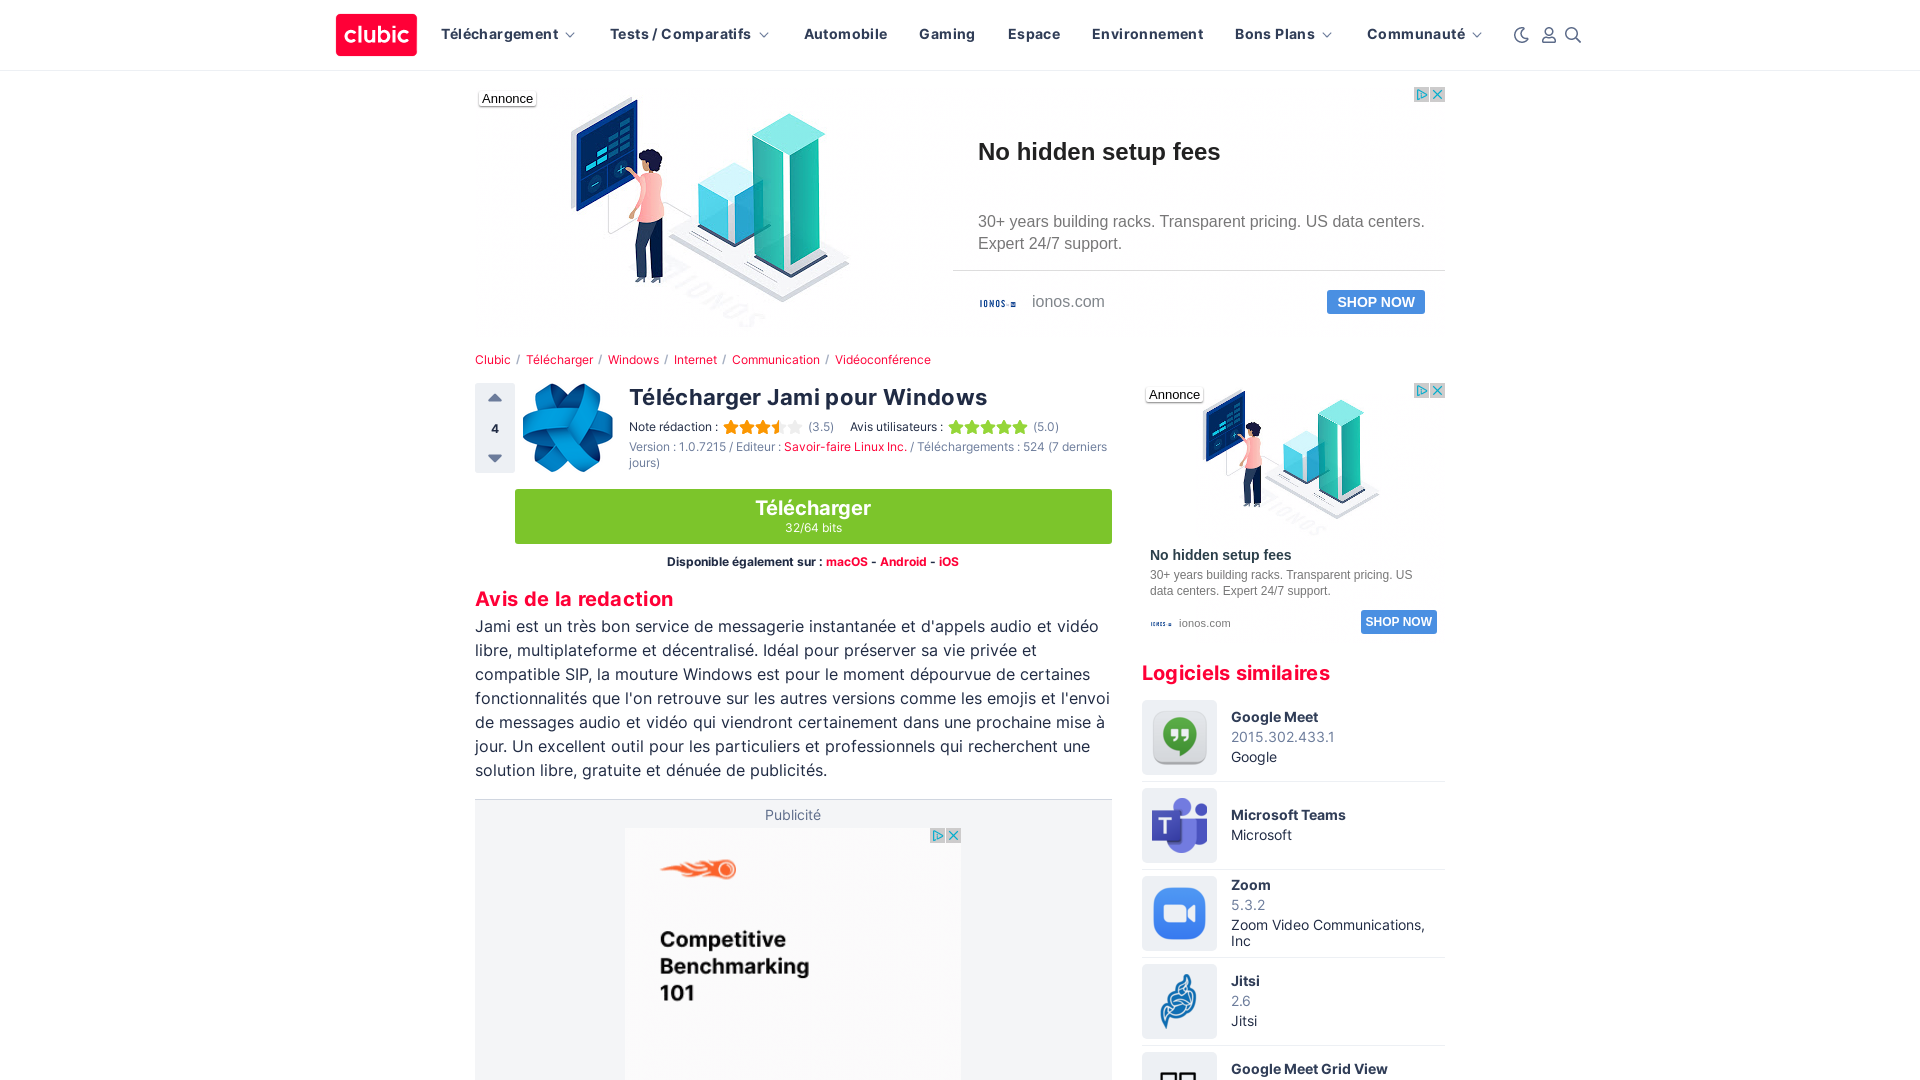 clubic
Téléchargement
Tests / Comparatifs
Automobile
Gaming
Espace
Environnement
Bons Plans
Communauté
Annonce
IONOS
No hidden setup fees
30+ years building racks. Transparent pricing. US data centers.
Expert 24/7 support.
IONOS
ionos.com
SHOP NOW
Clubic / Télécharger / Windows / Internet / Communication / Vidéoconférence
4
Télécharger Jami pour Windows
Note rédaction : (3.5) Avis utilisateurs : (5.0)
Version : 1.0.7215 / Editeur : Savoir-faire Linux Inc. / Téléchargements : 524 (7 derniers
jours)
Télécharger
32/64 bits
Disponible également sur : macOS - Android - iOS
Avis de la redaction
Jami est un très bon service de messagerie instantanée et d'appels audio et vidéo
libre, multiplateforme et décentralisé. Idéal pour préserver sa vie privée et
compatible SIP, la mouture Windows est pour le moment dépourvue de certaines
fonctionnalités que l'on retrouve sur les autres versions comme les emojis et l'envoi
de messages audio et vidéo qui viendront certainement dans une prochaine mise à
jour. Un excellent outil pour les particuliers et professionnels qui recherchent une
solution libre, gratuite et dénuée de publicités.
Publicité
Competitive
Benchmarking
101
Annonce
IONOS
No hidden setup fees
30+ years building racks. Transparent pricing. US
data centers. Expert 24/7 support.
IONOS
ionos.com
SHOP NOW
Logiciels similaires
Google Meet
2015.302.433.1
Google
T
Microsoft Teams
Microsoft
Zoom
5.3.2
Zoom Video Communications,
Inc
Jitsi
2.6
Jitsi
Google Meet Grid View